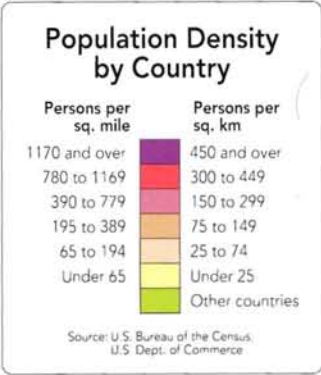 Population Density
by Country
Persons per
sq. mile
Persons per
sq. km
1170 and over 450 and over
780 to 1169 300 to 449
390 to 779 150 to 299
195 to 389 75 to 149
65 to 194 25 to 74
Under 65 Under 25
Other countries
Source: U.S. Bureau of the Census,
U.S. Dept. of Commerce